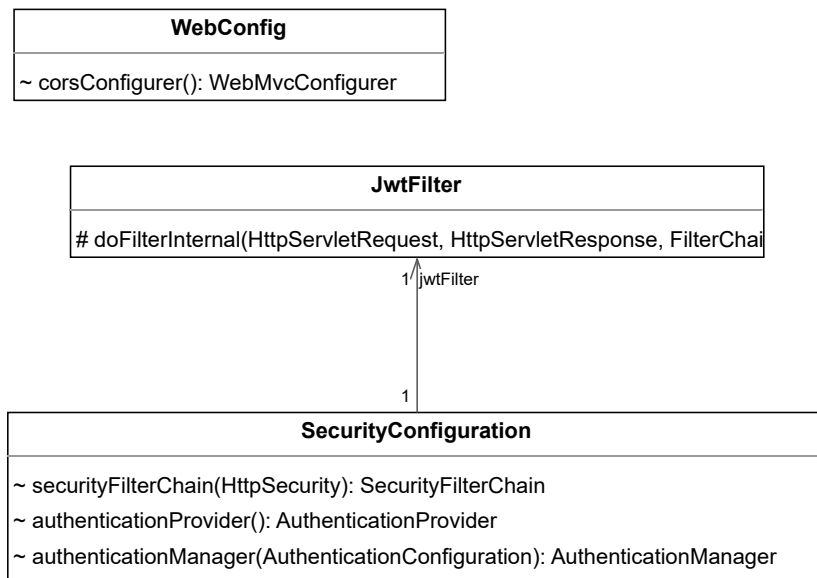 WebConfig
~ corsConfigurer(): WebMvcConfigurer
JwtFilter
# doFilterInternal(HttpServletRequest, HttpServletResponse, FilterChai
1 jwtFilter
1
SecurityConfiguration
~ securityFilterChain(HttpSecurity): SecurityFilterChain
~ authenticationProvider(): AuthenticationProvider
~ authenticationManager(AuthenticationConfiguration): AuthenticationManager